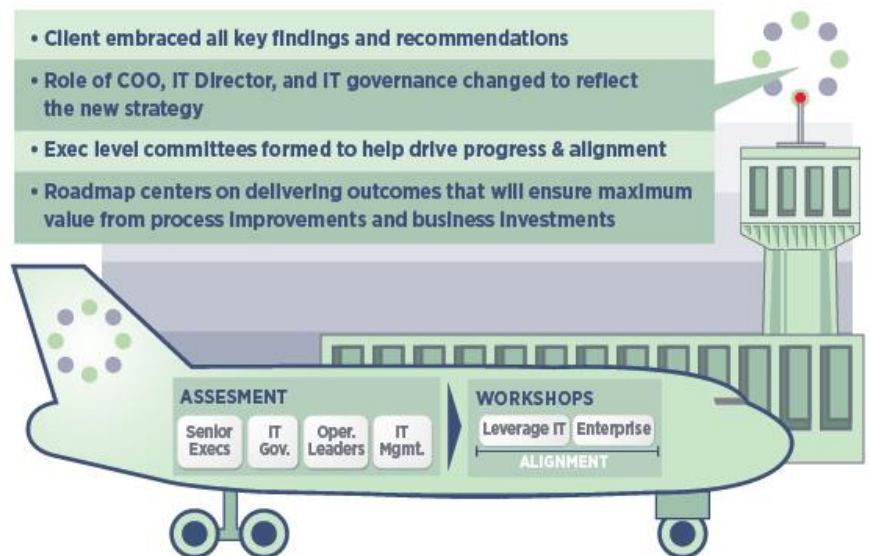 • Client embraced all key findings and recommendations
• Role of COO, IT Director, and IT governance changed to reflect
the new strategy
• Exec level committees formed to help drive progress & alignment
• Roadmap centers on delivering outcomes that will ensure maximum
value from process improvements and business investments
ASSESMENT
Senior
Execs
IT
Gov.
Oper.
Leaders
IT
Mgmt.
WORKSHOPS
Leverage IT
Enterprise
ALIGNMENT